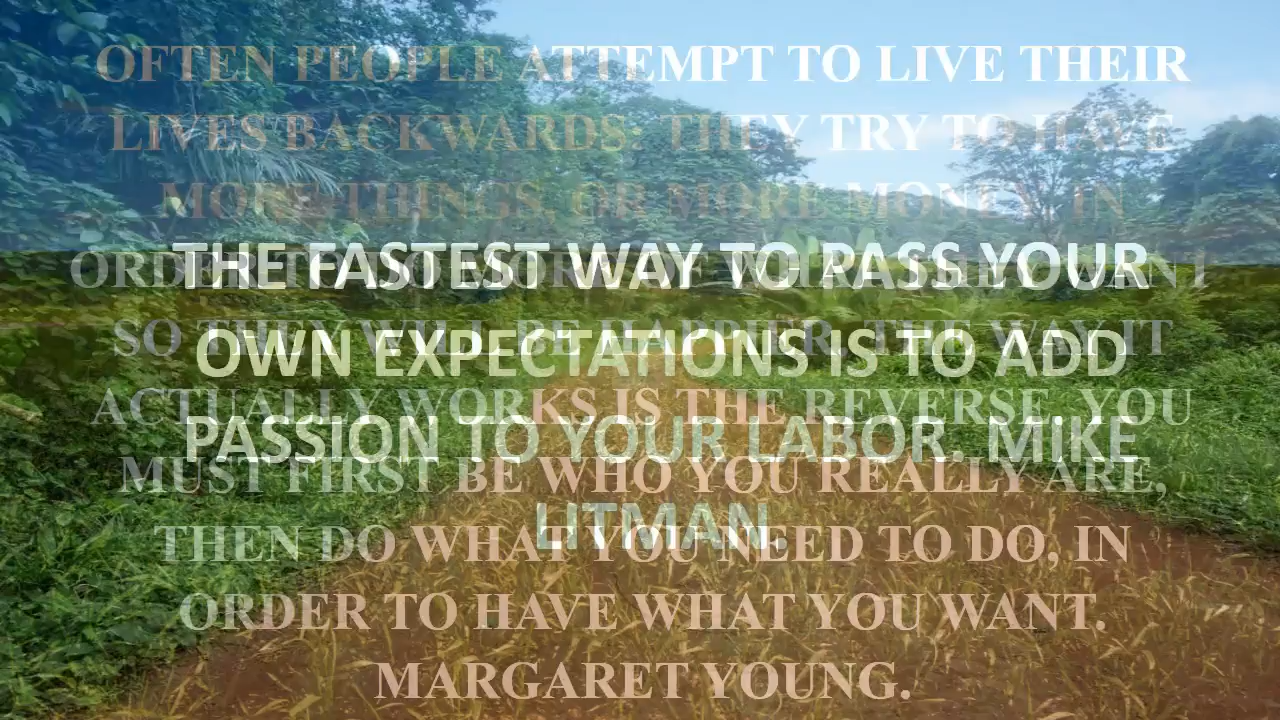 OFTEN PEOPLE ATTEMPT TO LIVE THEIR
LIVES BACKWARDS: THEY TRY TO HAVE
MORE THINGS, OR MORE MONEY, IN
ORDER TO DO MORE OF WHAT THEY WANT
SO THEY WILL BE HAPPIER. THE WAY IT
ACTUALLY WORKS IS THE REVERSE. YOU
MUST FIRST BE WHO YOU REALLY ARE,
THEN DO WHAT YOU NEED TO DO, IN
ORDER TO HAVE WHAT YOU WANT.
MARGARET YOUNG.
THE FASTEST WAY TO PASS YOUR
OWN EXPECTATIONS IS TO ADD
PASSION TO YOUR LABOR. MIKE
LITMAN.